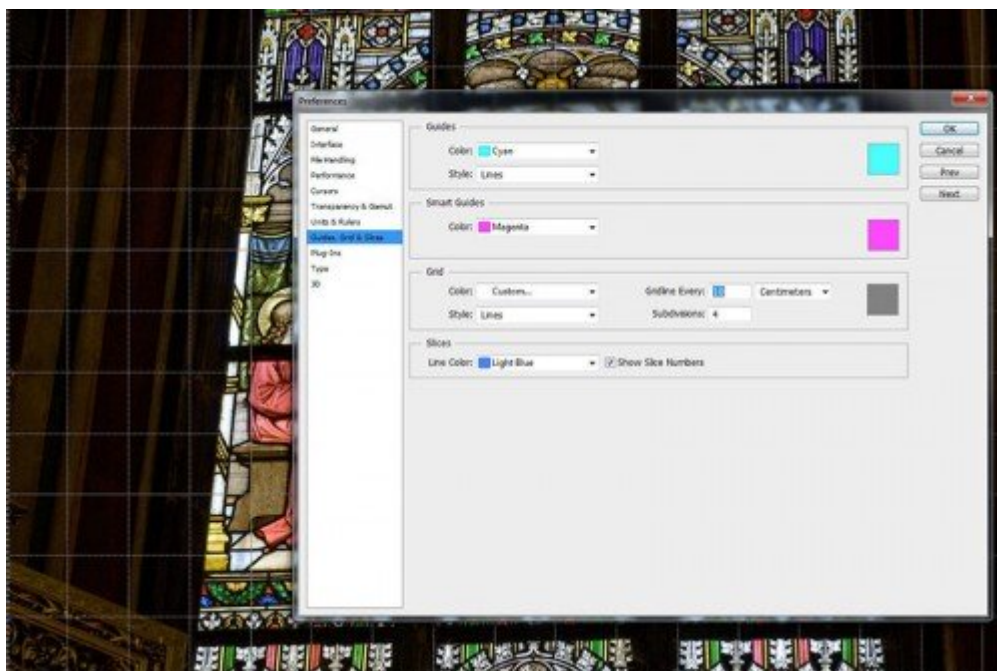 Preferences
General
Interface
File Handling
Performance
Cursors
Transparency & Gamut
Units & Rulers
Guides, Grid & Slices
Plug-Ins
Type
3D
Guides
Color: Cyan
Style: Lines
Smart Guides
Color: Magenta
Grid
Color: Custom...
Gridline Every: 10 Centimeters
Style: Lines
Subdivisions: 4
Slices
Line Color: Light Blue
Show Slice Numbers
OK
Cancel
Prev
Next